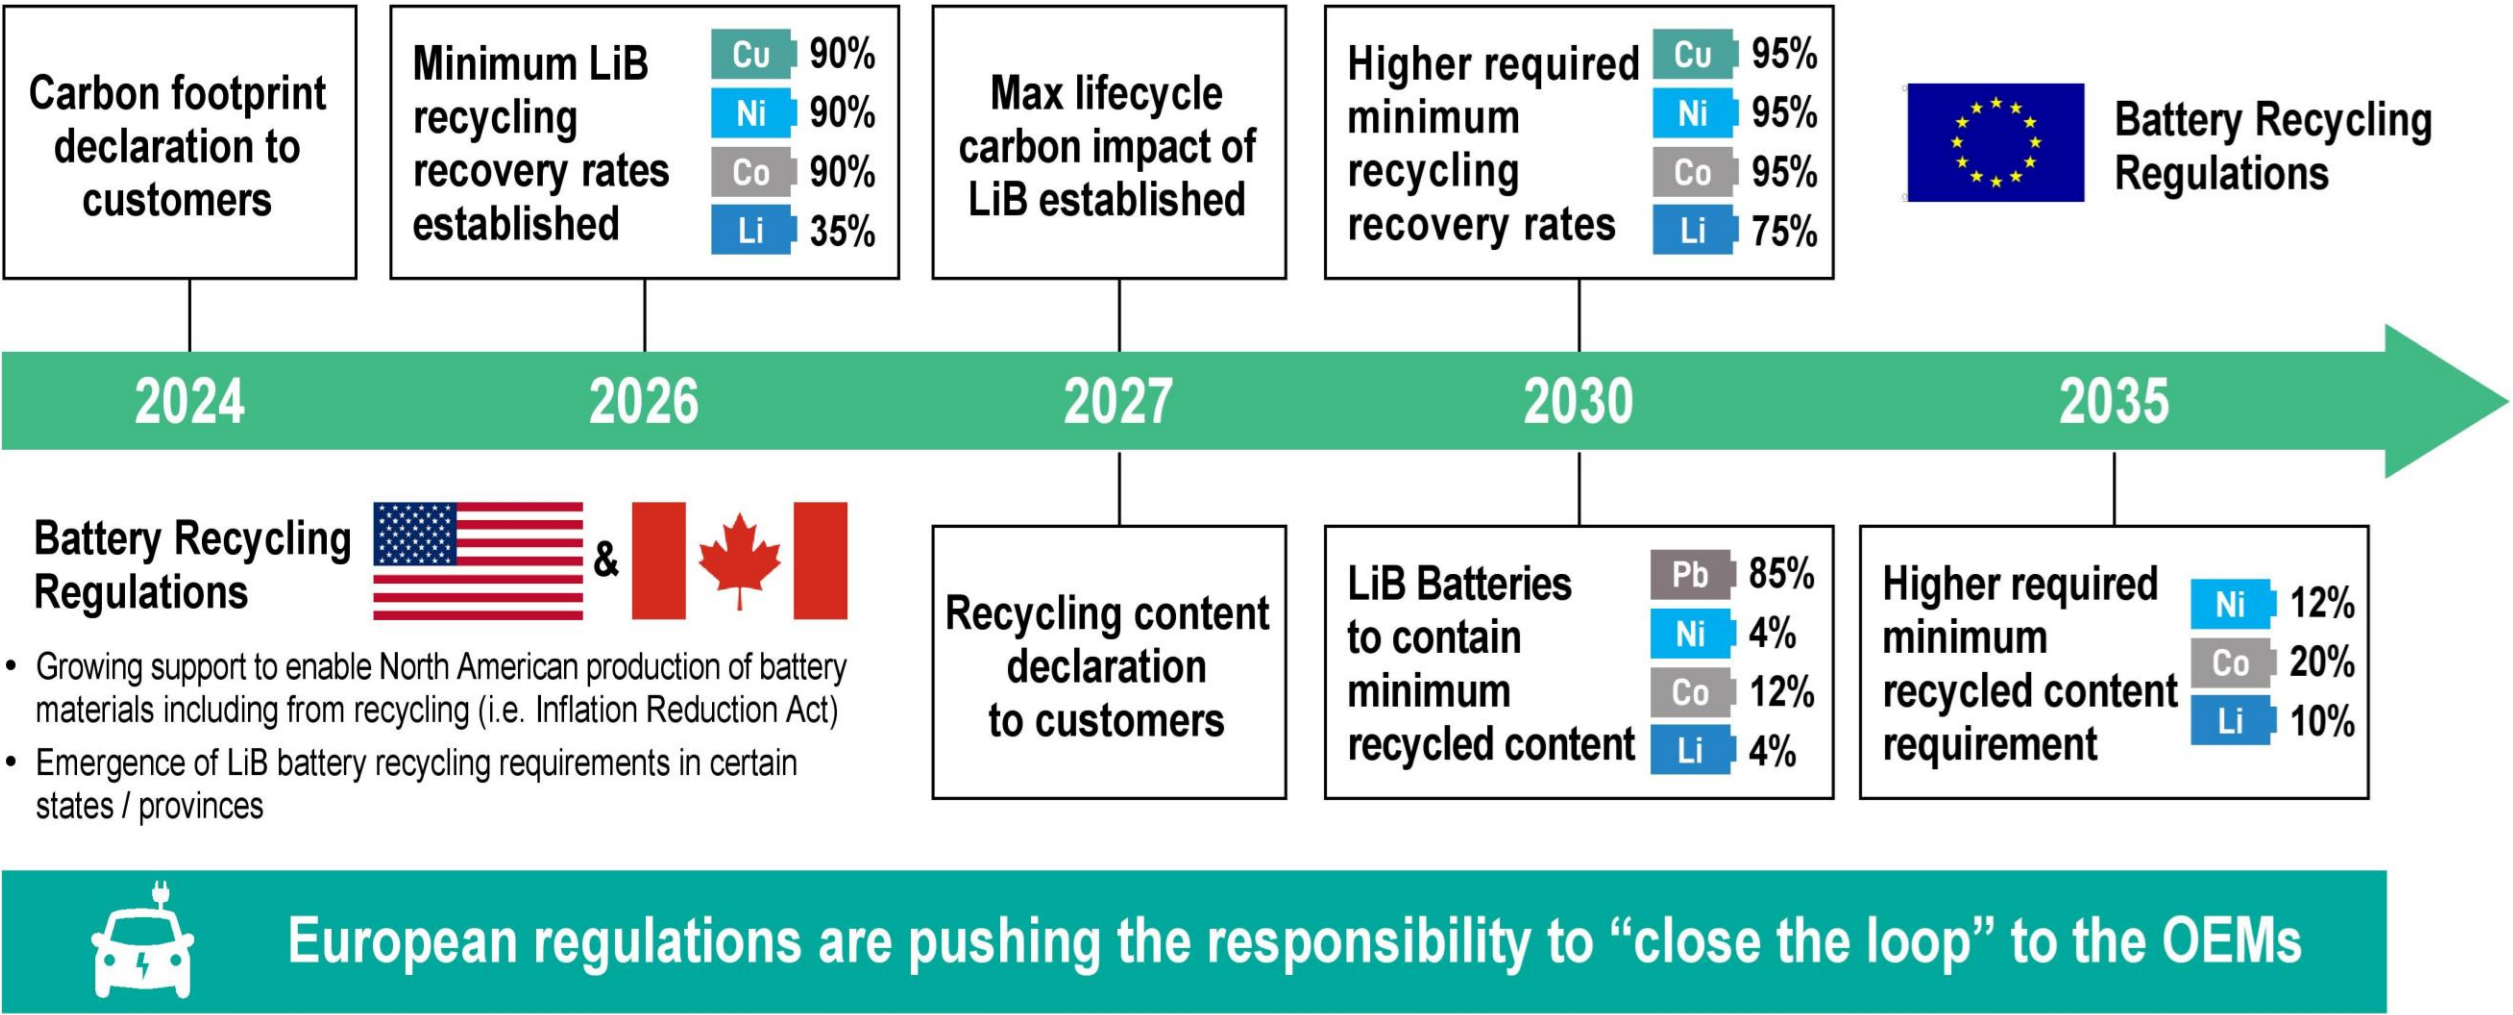 Carbon footprint
declaration to
customers
Minimum LiB
recycling
recovery rates
established
Cu 90%
Ni 90%
Co 90%
Li 35%
Max lifecycle
carbon impact of
LiB established
Higher required
minimum
recycling
recovery rates
Cu 95%
Ni 95%
Co 95%
Li 75%
Battery Recycling
Regulations
2024 2026 2027 2030 2035
Battery Recycling
Regulations
&
• Growing support to enable North American production of battery
materials including from recycling (i.e. Inflation Reduction Act)
• Emergence of LiB battery recycling requirements in certain
states / provinces
Recycling content
declaration
to customers
LiB Batteries
to contain
minimum
recycled content
Pb 85%
Ni 4%
Co 12%
Li 4%
Higher required
minimum
recycled content
requirement
Ni 12%
Co 20%
Li 10%
European regulations are pushing the responsibility to “close the loop” to the OEMs